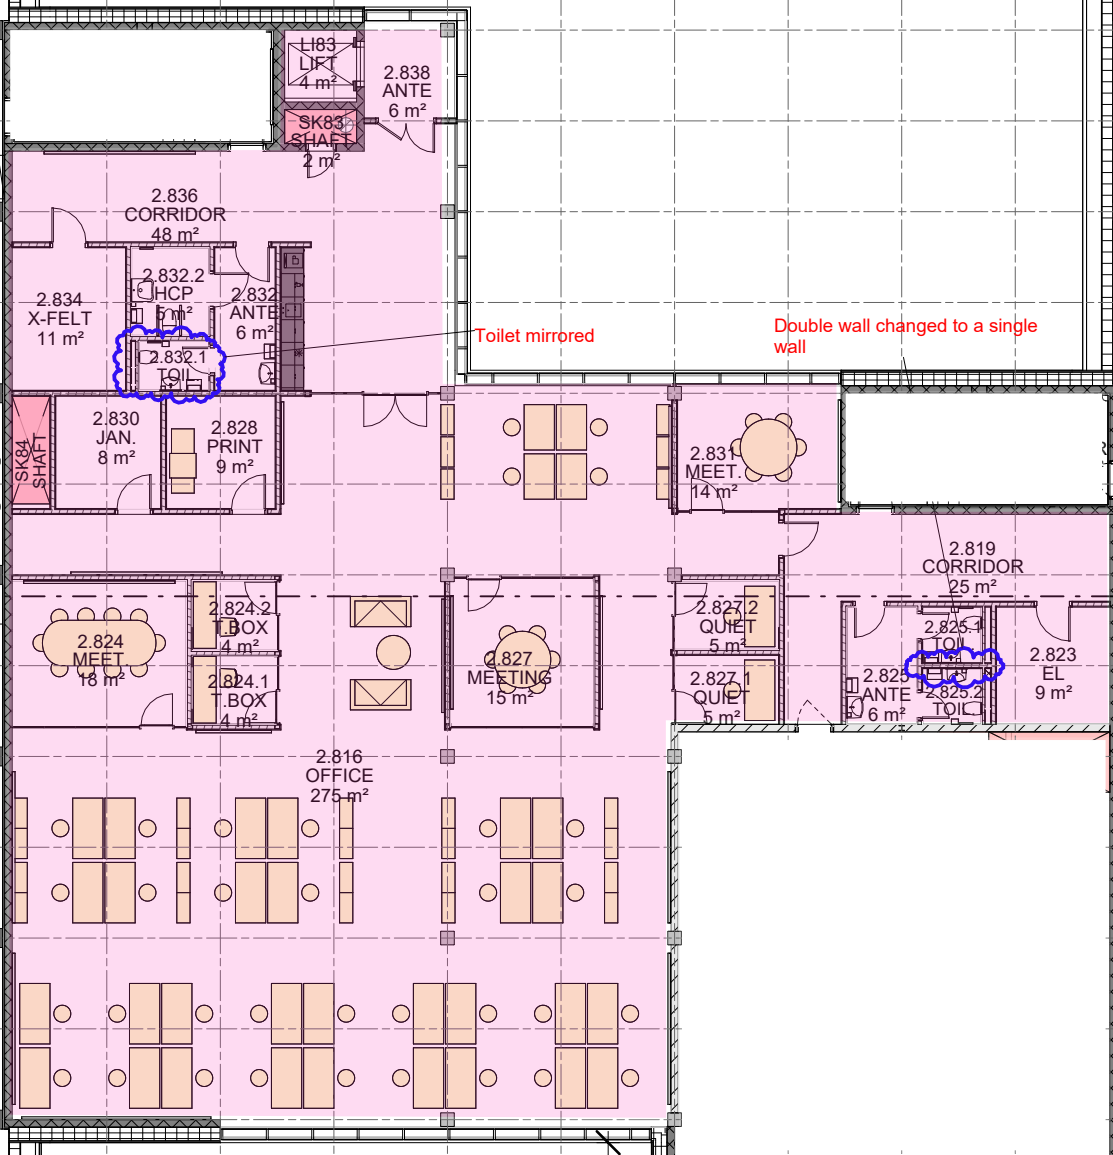 LI83
LIFT
4 m²
2.838
ANTE
6 m²
SK83
SHAFT
2 m²
2.836
CORRIDOR
48 m²
2.832.2
HCP
5 m²
2.834
X-FELT
11 m²
2.832
ANTE
6 m²
2.832.1
TOIL
Toilet mirrored
Double wall changed to a single
wall
SK84
SHAFT
2.830
JAN.
8 m²
2.828
PRINT
9 m²
2.831
MEET.
14 m²
2.819
CORRIDOR
25 m²
2.824
MEET.
18 m²
2.824.2
T.BOX
4 m²
2.824.1
T.BOX
4 m²
2.827
MEETING
15 m²
2.827.2
QUIET
5 m²
2.827.1
QUIET
5 m²
2.825.1
TOIL
2.825
ANTE
6 m²
2.825.2
TOIL
2.823
EL
9 m²
2.816
OFFICE
275 m²